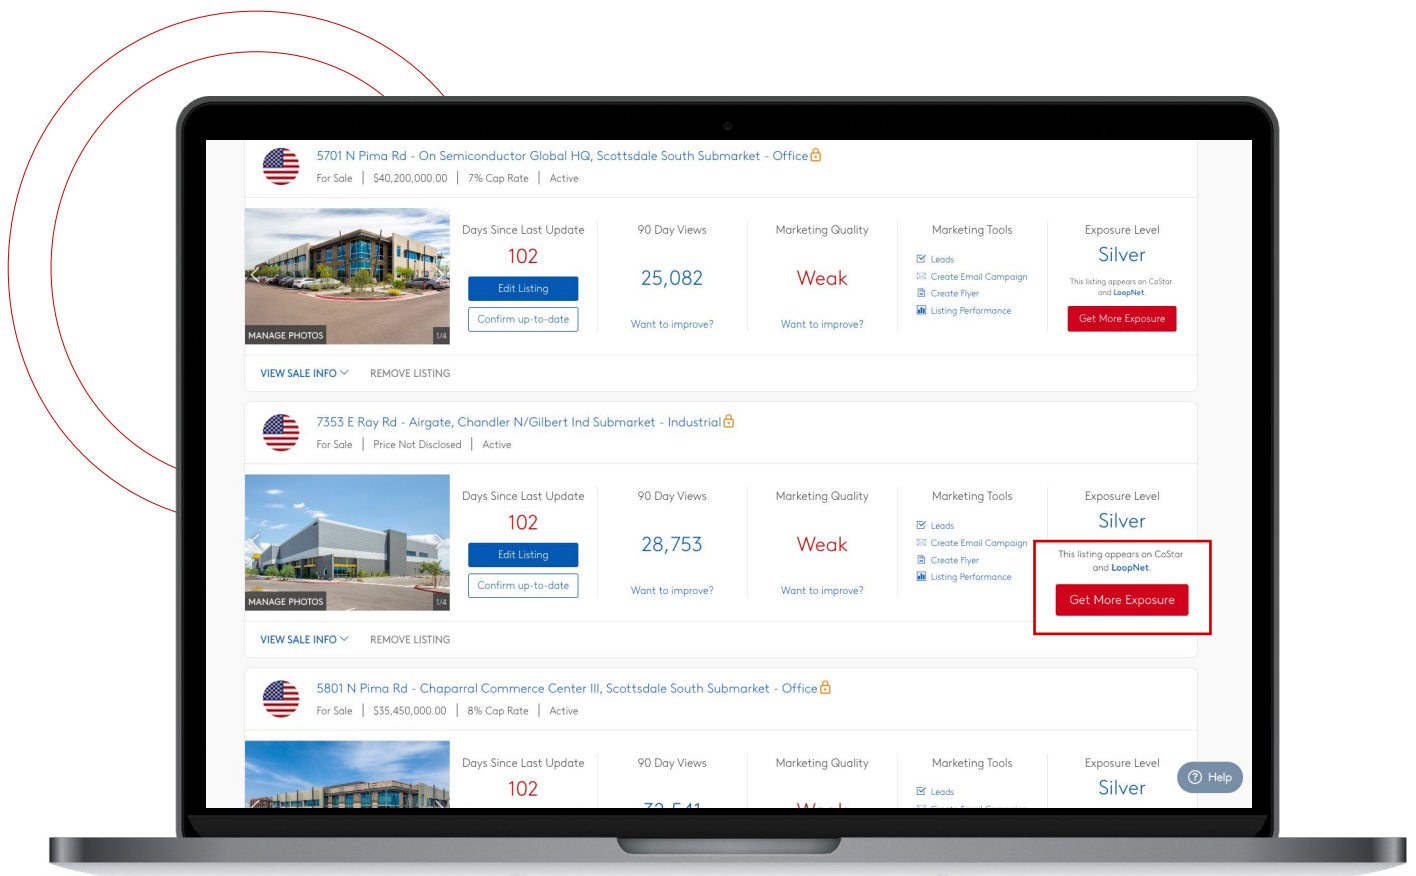 5701 N Pima Rd - On Semiconductor Global HQ, Scottsdale South Submarket - Office
For Sale | $40,200,000.00 | 7% Cap Rate | Active
Days Since Last Update
102
Edit Listing
Confirm up-to-date
90 Day Views
25,082
Want to improve?
Marketing Quality
Weak
Want to improve?
Marketing Tools
Leads
Create Email Campaign
Create Flyer
Listing Performance
Exposure Level
Silver
This listing appears on CoStar
and LoopNet.
Get More Exposure
MANAGE PHOTOS
1/4
VIEW SALE INFO
REMOVE LISTING
7353 E Ray Rd - Airgate, Chandler N/Gilbert Ind Submarket - Industrial
For Sale | Price Not Disclosed | Active
Days Since Last Update
102
Edit Listing
Confirm up-to-date
90 Day Views
28,753
Want to improve?
Marketing Quality
Weak
Want to improve?
Marketing Tools
Leads
Create Email Campaign
Create Flyer
Listing Performance
Exposure Level
Silver
This listing appears on CoStar
and LoopNet.
Get More Exposure
MANAGE PHOTOS
1/4
VIEW SALE INFO
REMOVE LISTING
5801 N Pima Rd - Chaparral Commerce Center III, Scottsdale South Submarket - Office
For Sale | $35,450,000.00 | 8% Cap Rate | Active
Days Since Last Update
102
90 Day Views
Marketing Quality
Weak
Marketing Tools
Leads
Create Email Campaign
Exposure Level
Silver
Help